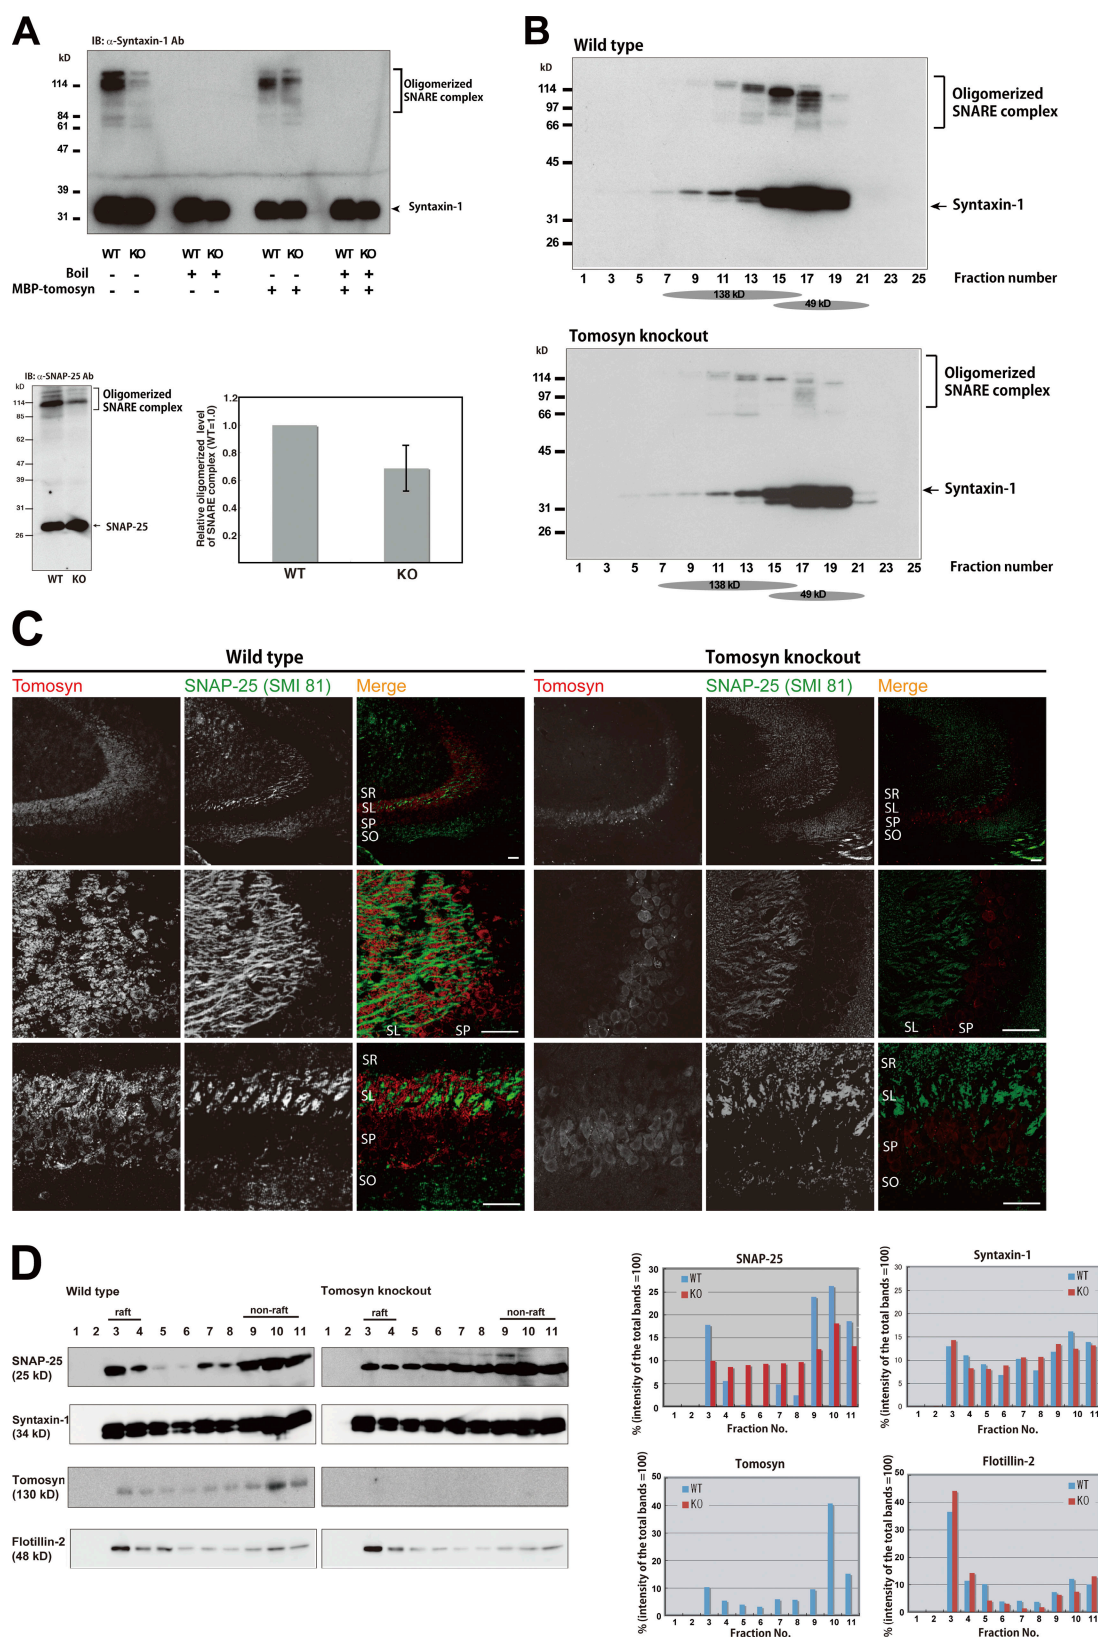 A
IB: α-Syntaxin-1 Ab
kD
114
84
61
47
39
31
Oligomerized
SNARE complex
Syntaxin-1
WT KO WT KO WT KO WT KO
Boil - - + + - - + +
MBP-tomosyn - - - - + + + +
IB: α-SNAP-25 Ab
kD
114
85
62
47
39
31
26
Oligomerized
SNARE complex
SNAP-25
WT KO
Relative oligomerized level
of SNARE complex (WT=1.0)
1.2
1.0
0.8
0.6
0.4
0.2
WT KO
B
Wild type
kD
114
97
66
45
31
26
Oligomerized
SNARE complex
Syntaxin-1
1 3 5 7 9 11 13 15 17 19 21 23 25 Fraction number
138 kD
49 kD
Tomosyn knockout
kD
114
97
66
45
31
26
Oligomerized
SNARE complex
Syntaxin-1
1 3 5 7 9 11 13 15 17 19 21 23 25 Fraction number
138 kD
49 kD
C
Wild type Tomosyn knockout
Tomosyn SNAP-25 (SMI 81) Merge Tomosyn SNAP-25 (SMI 81) Merge
SR
SL
SP
SO
SR
SL
SP
SO
SL SP
SL SP
SR
SL
SP
SO
SR
SL
SP
SO
D
Wild type Tomosyn knockout
raft non-raft raft non-raft
1 2 3 4 5 6 7 8 9 10 11 1 2 3 4 5 6 7 8 9 10 11
SNAP-25
(25 kD)
Syntaxin-1
(34 kD)
Tomosyn
(130 kD)
Flotillin-2
(48 kD)
SNAP-25
% (intensity of the total bands =100)
30
25
20
15
10
5
0
WT
KO
1 2 3 4 5 6 7 8 9 10 11
Fraction No.
Syntaxin-1
% (intensity of the total bands =100)
30
25
20
15
10
5
0
WT
KO
1 2 3 4 5 6 7 8 9 10 11
Fraction No.
Tomosyn
% (intensity of the total bands =100)
50
40
30
20
10
0
WT
KO
1 2 3 4 5 6 7 8 9 10 11
Fraction No.
Flotillin-2
% (intensity of the total bands =100)
50
40
30
20
10
0
WT
KO
1 2 3 4 5 6 7 8 9 10 11
Fraction No.